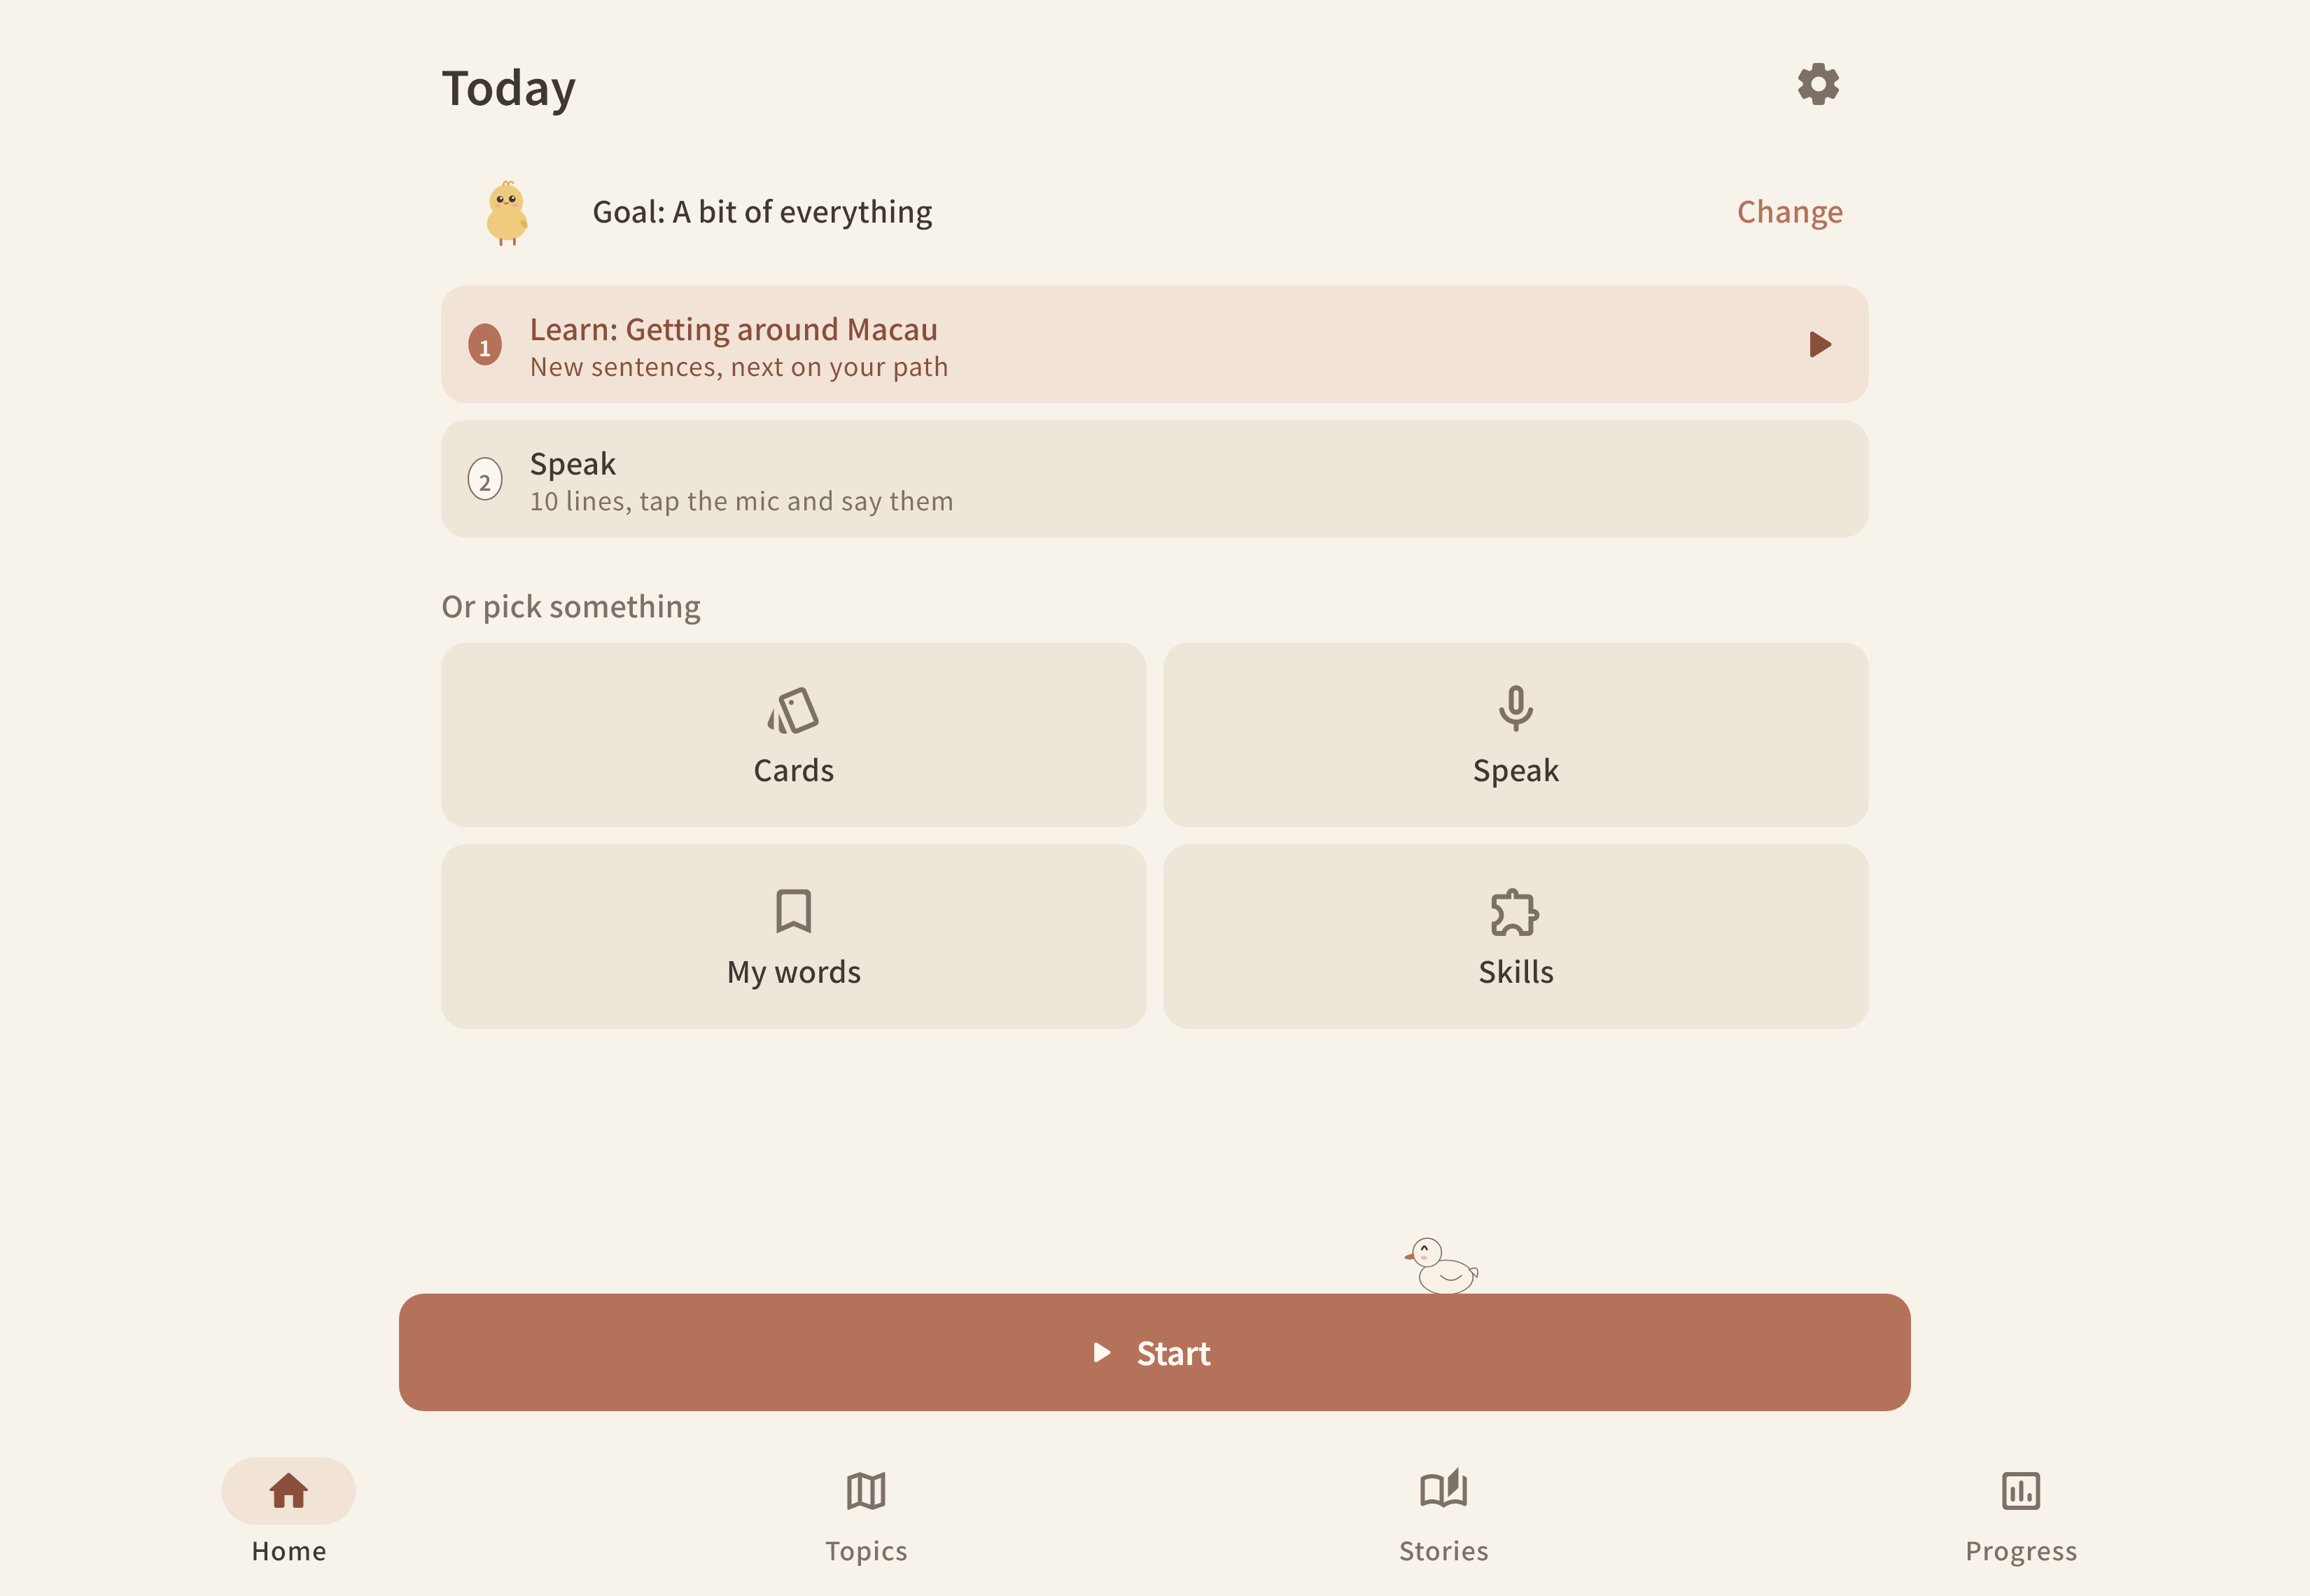 Today
Goal: A bit of everything
Change
1
Learn: Getting around Macau
New sentences, next on your path
2
Speak
10 lines, tap the mic and say them
Or pick something
Cards
Speak
My words
Skills
Start
Home
Topics
Stories
Progress